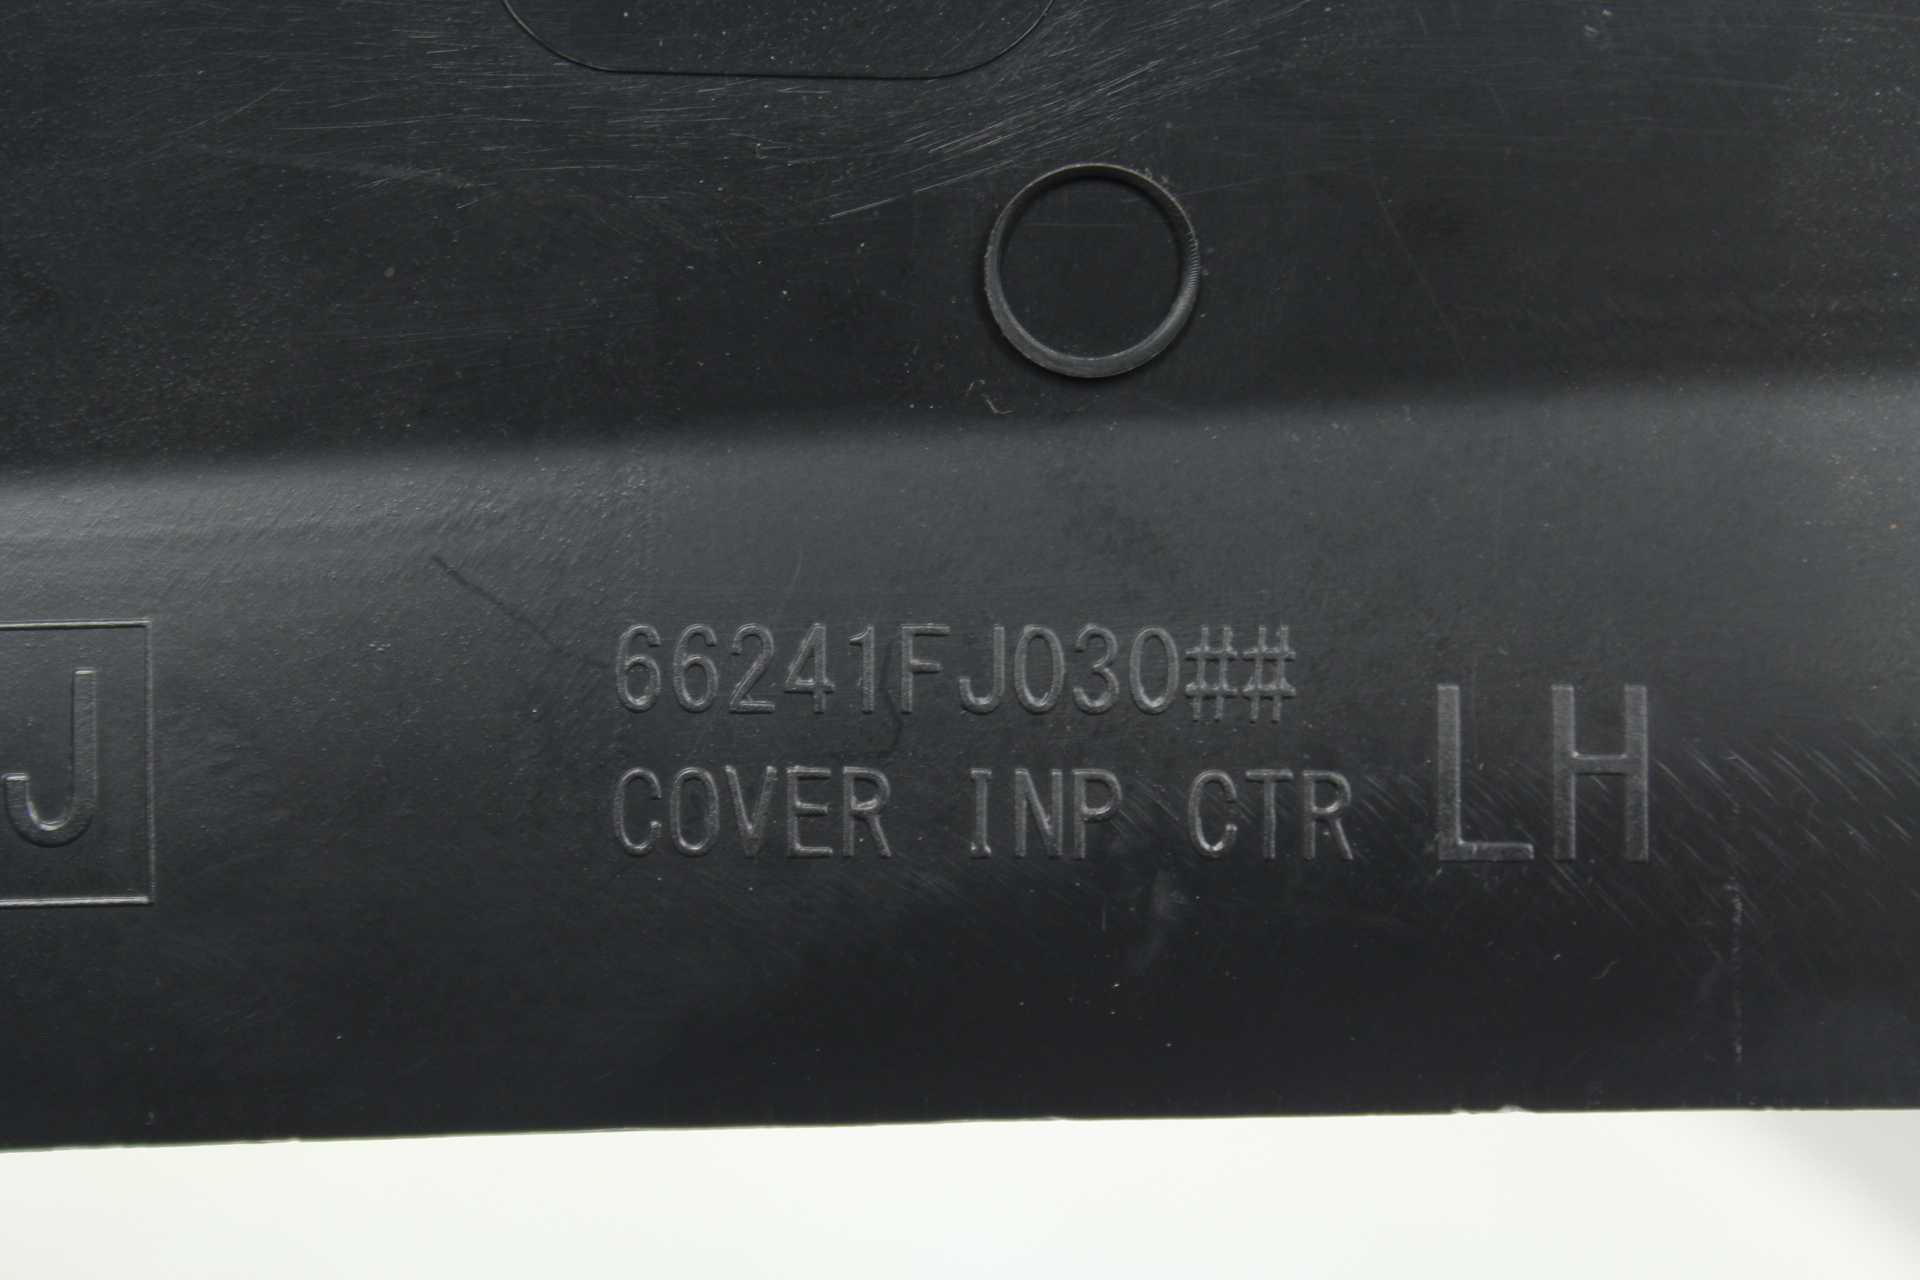 J
66241FJ030##
COVER INP CTR
LH